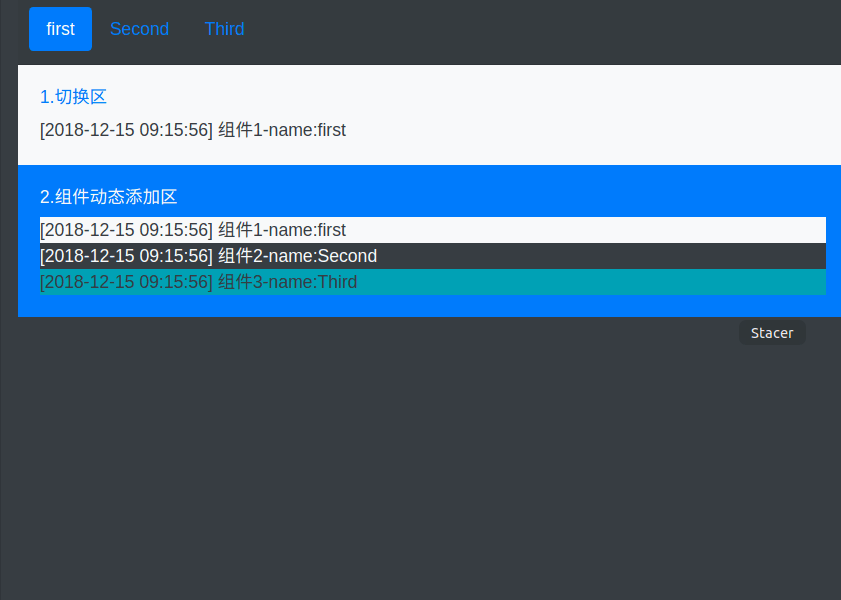 first Second Third
1.切换区
[2018-12-15 09:15:56] 组件1-name:first
2.组件动态添加区
[2018-12-15 09:15:56] 组件1-name:first
[2018-12-15 09:15:56] 组件2-name:Second
[2018-12-15 09:15:56] 组件3-name:Third
Stacer